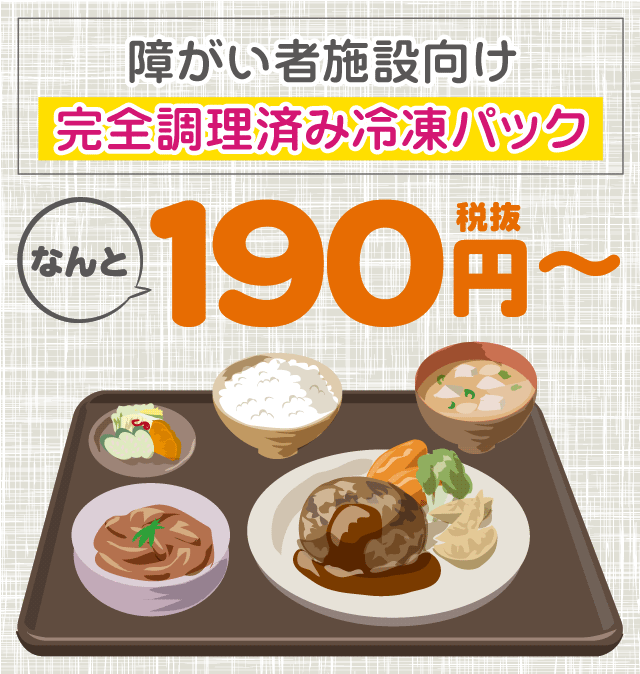 障がい者施設向け
完全調理済み冷凍パック
なんと
190円～
税抜